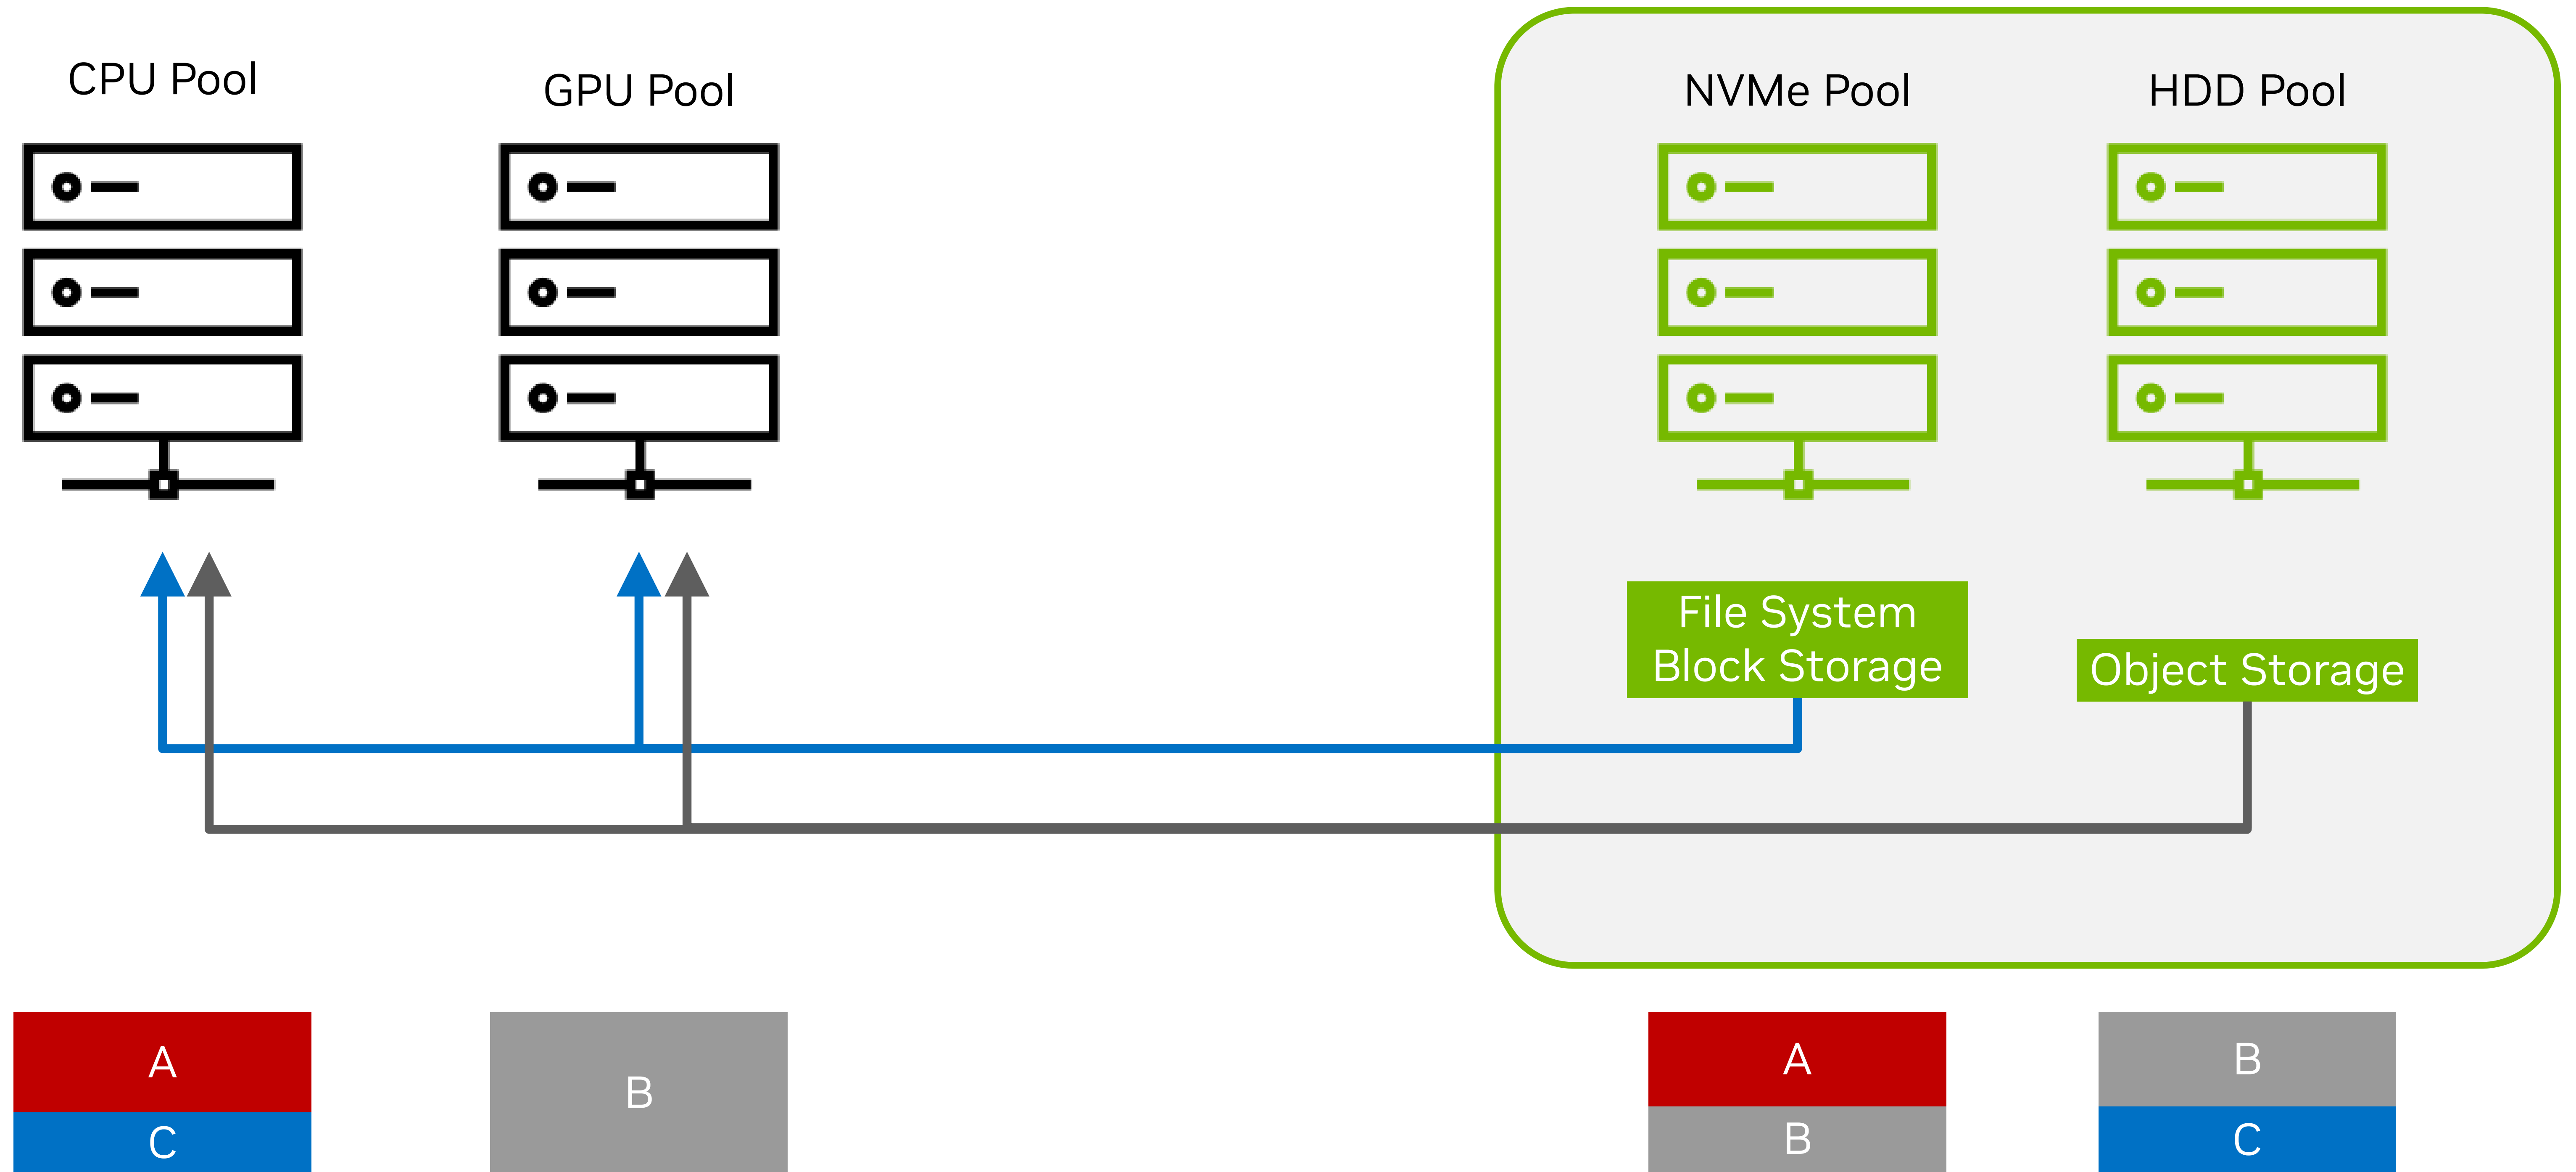 CPU Pool
GPU Pool
NVMe Pool
HDD Pool
File System
Block Storage
Object Storage
A
C
B
A
B
B
C